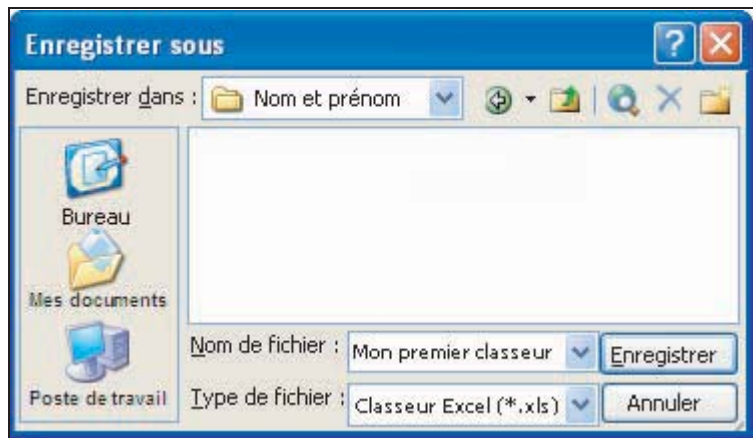 Enregistrer sous
Enregistrer dans : Nom et prénom
Bureau
Mes documents
Poste de travail
Nom de fichier : Mon premier classeur Enregistrer
Type de fichier : Classeur Excel (*.xls) Annuler